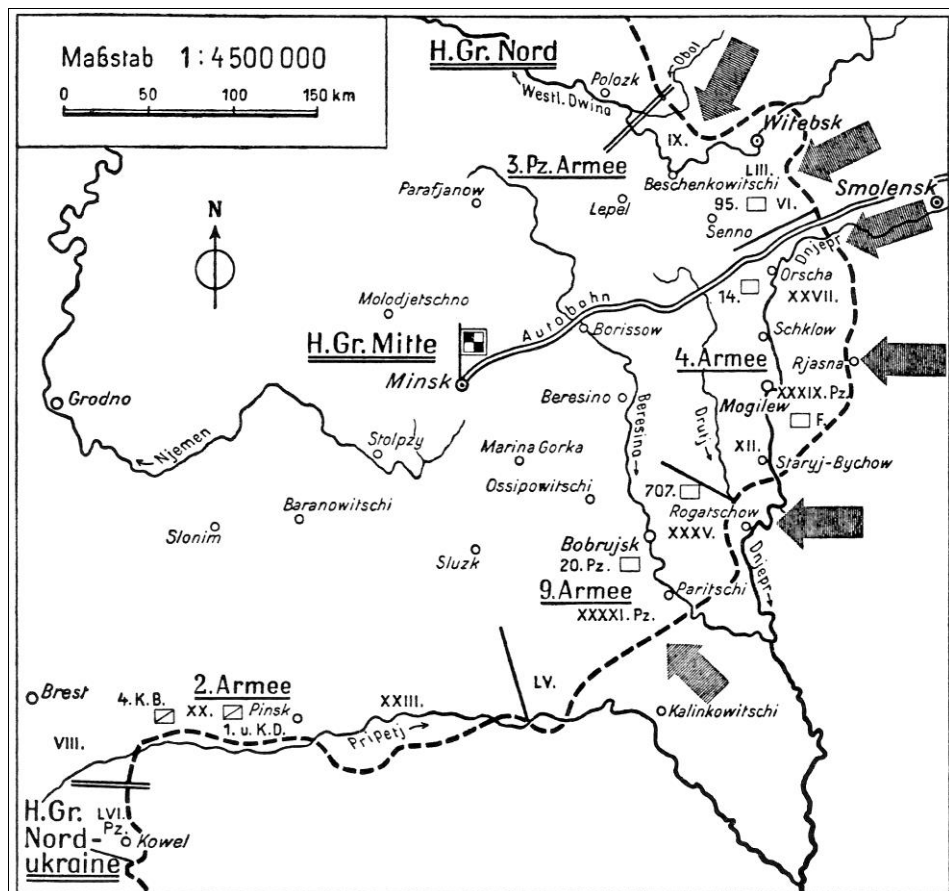 Maßstab 1:4500000
0 50 100 150 km
H.Gr. Nord
Obol
Polozk
Westl. Dwina
IX.
Witebsk
3. Pz. Armee
LIII.
Beschenkowitschi
Smolensk
Parafjanow
Lepel
95.
VI.
Senno
N
Dnjepr
Orscha
14.
XXVII.
Molodjetschno
Autobahn
Borissow
Schklow
H.Gr. Mitte
4. Armee
Rjasna
Minsk
XXXIX. Pz.
Grodno
Beresino
Mogilew
F.
Njemen
Stolpzy
Beresina
Drutj
Marina Gorka
XII.
Staryj-Bychow
Ossipowitschi
707.
Baranowitschi
Rogatschow
Slonim
XXXV.
Bobrujsk
Sluzk
20. Pz.
Dnjepr
9. Armee
Paritschi
XXXXI. Pz.
Brest
2. Armee
LV.
4. K.B.
XX.
Pinsk
XXIII.
Kalinkowitschi
1. u. K.D.
Pripetj
VIII.
H.Gr.
Nord-
ukraine
LVI.
Pz.
Kowel